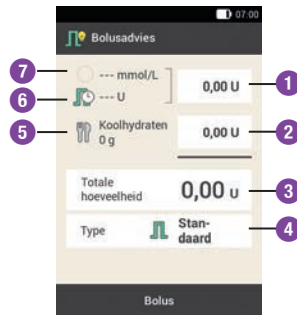 07:00
Bolusadvies
7
--- mmol/L
0,00 U
1
6
--- U
5
Koolhydraten
0 g
0,00 U
2
Totale
hoeveelheid
0,00 U
3
Type
Stan-
daard
4
Bolus